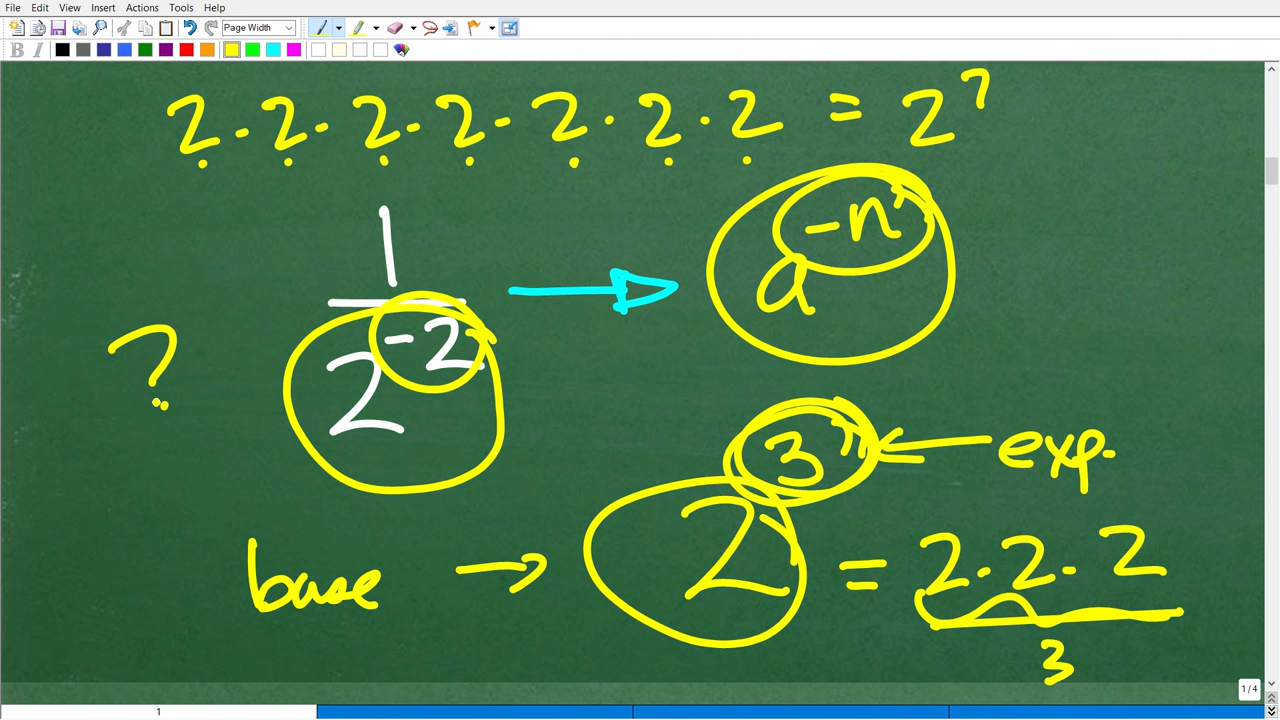 File Edit View Insert Actions Tools Help
Page Width
B I
2 · 2 · 2 · 2 · 2 · 2 · 2 = 2⁷
1
2⁻²
a⁻ⁿ
?
2³ ← exp.
base → 2 = 2 · 2 · 2
3
1/4
1